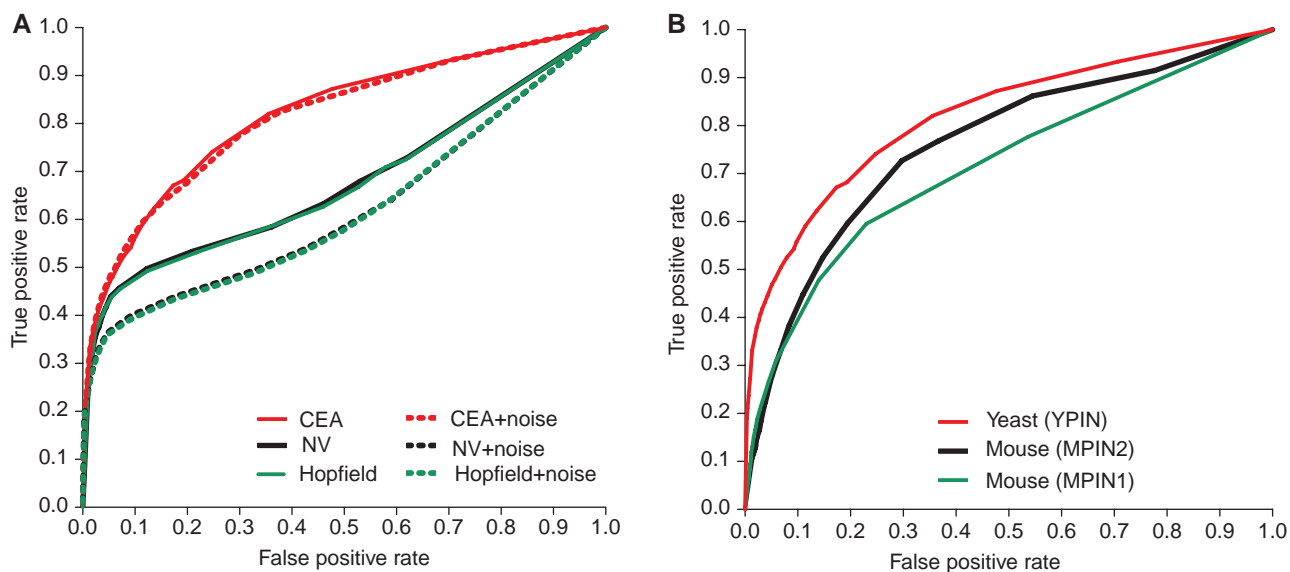 A
True positive rate
1.0
0.9
0.8
0.7
0.6
0.5
0.4
0.3
0.2
0.1
0.0
0.0 0.1 0.2 0.3 0.4 0.5 0.6 0.7 0.8 0.9 1.0
False positive rate
CEA
NV
Hopfield
CEA+noise
NV+noise
Hopfield+noise
B
True positive rate
1.0
0.9
0.8
0.7
0.6
0.5
0.4
0.3
0.2
0.1
0.0
0.0 0.1 0.2 0.3 0.4 0.5 0.6 0.7 0.8 0.9 1.0
False positive rate
Yeast (YPIN)
Mouse (MPIN2)
Mouse (MPIN1)